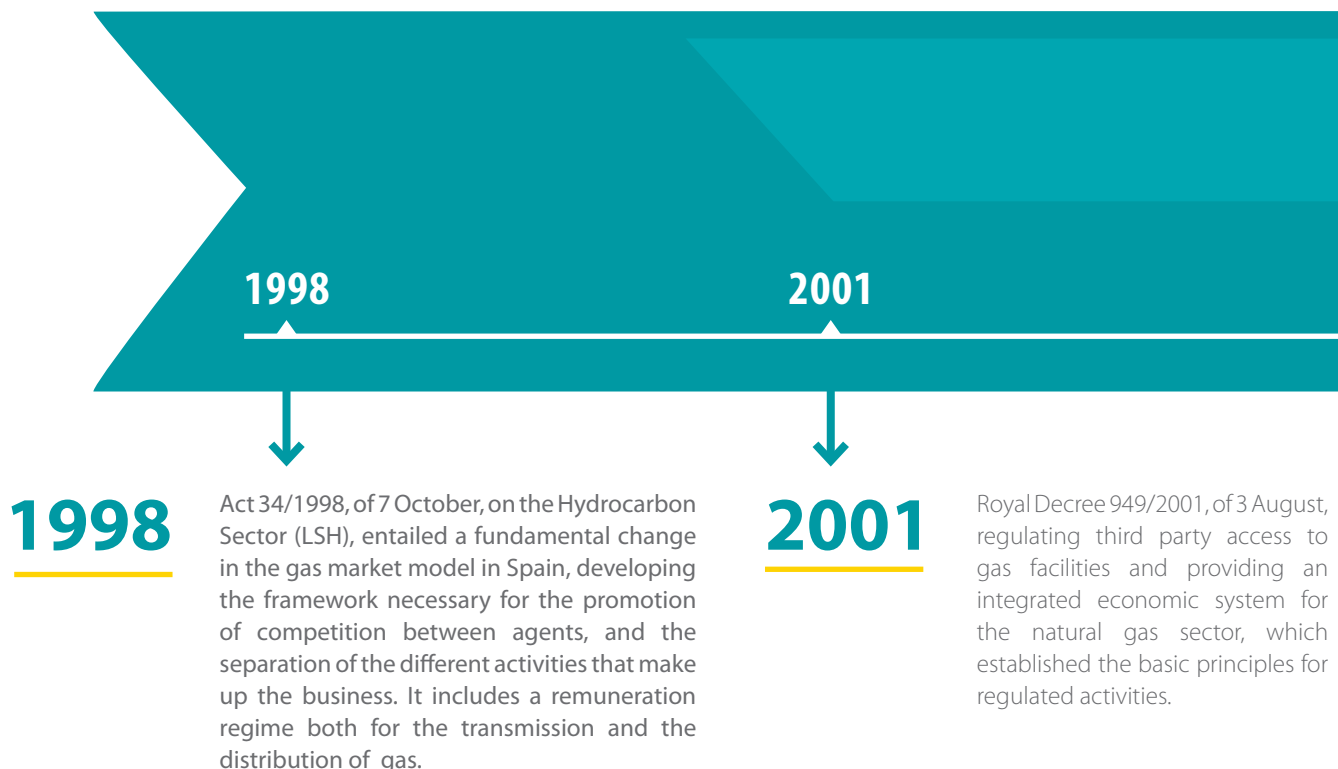 1998
2001
1998
Act 34/1998, of 7 October, on the Hydrocarbon
Sector (LSH), entailed a fundamental change
in the gas market model in Spain, developing
the framework necessary for the promotion
of competition between agents, and the
separation of the different activities that make
up the business. It includes a remuneration
regime both for the transmission and the
distribution of gas.
2001
Royal Decree 949/2001, of 3 August,
regulating third party access to
gas facilities and providing an
integrated economic system for
the natural gas sector, which
established the basic principles for
regulated activities.